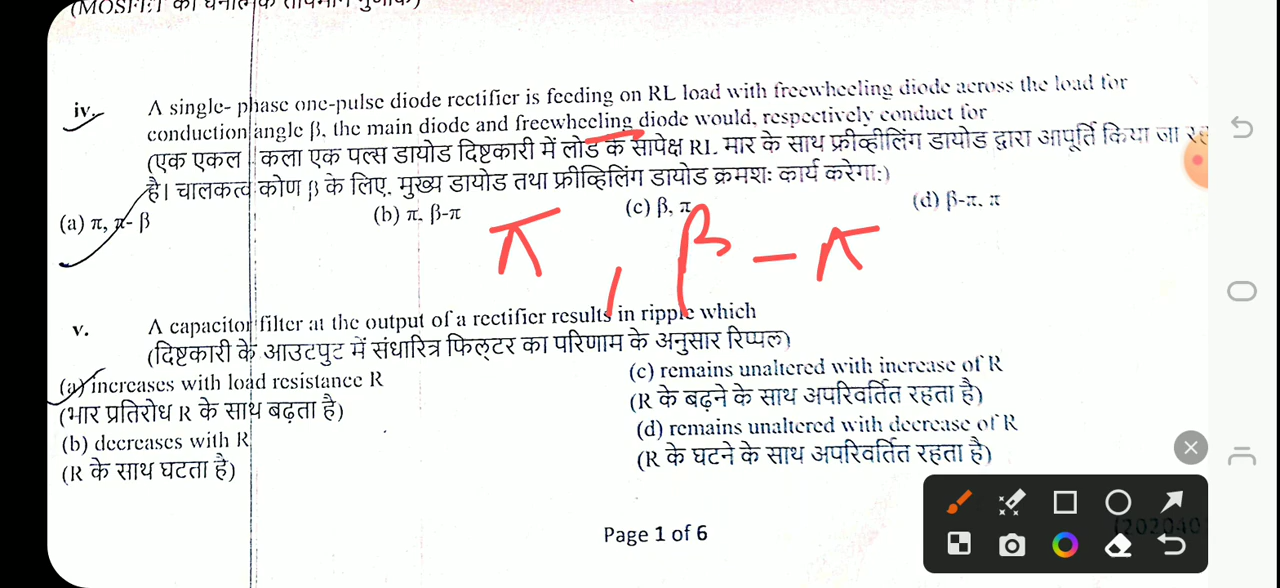 (MOSFET का धनात्मक तापमान गुणांक)
iv. A single- phase one-pulse diode rectifier is feeding on RL load with freewheeling diode across the load for
conduction angle β, the main diode and freewheeling diode would, respectively conduct for
(एक एकल कला एक पल्स डायोड दिष्टकारी में लोड के सापेक्ष RL मार के साथ फ्रीव्हीलिंग डायोड द्वारा आपूर्ति किया जा
है। चालकत्व कोण β के लिए, मुख्य डायोड तथा फ्रीव्हिलिंग डायोड क्रमशः कार्य करेगा:)
(a) π, π- β (b) π, β-π (c) β, π (d) β-π, π
π , β – π
v. A capacitor filter at the output of a rectifier results in ripple which
(दिष्टकारी के आउटपुट में संधारित्र फिल्टर का परिणाम के अनुसार रिप्पल)
(a) increases with load resistance R
(भार प्रतिरोध R के साथ बढ़ता है)
(b) decreases with R
(R के साथ घटता है)
(c) remains unaltered with increase of R
(R के बढ़ने के साथ अपरिवर्तित रहता है)
(d) remains unaltered with decrease of R
(R के घटने के साथ अपरिवर्तित रहता है)
Page 1 of 6